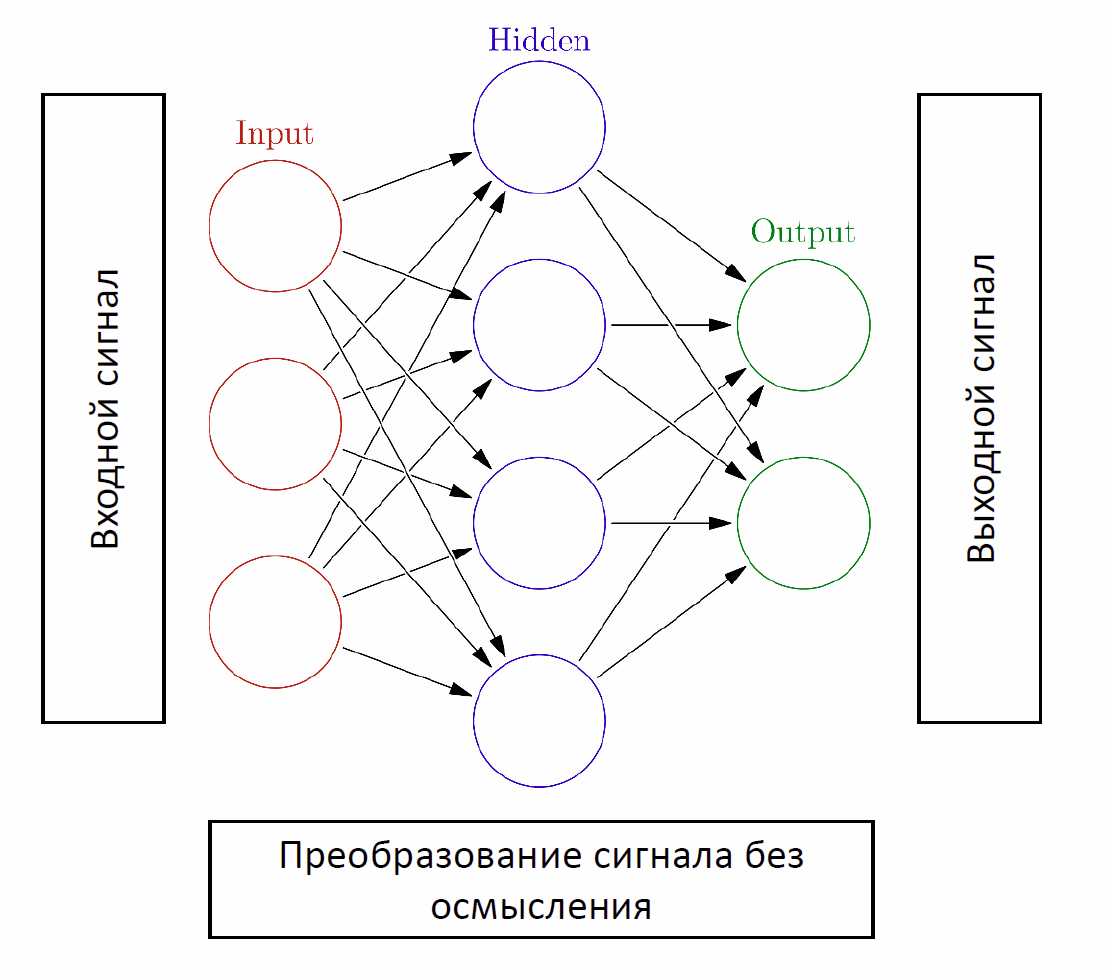 Hidden
Input
Output
Входной сигнал
Выходной сигнал
Преобразование сигнала без
осмысления